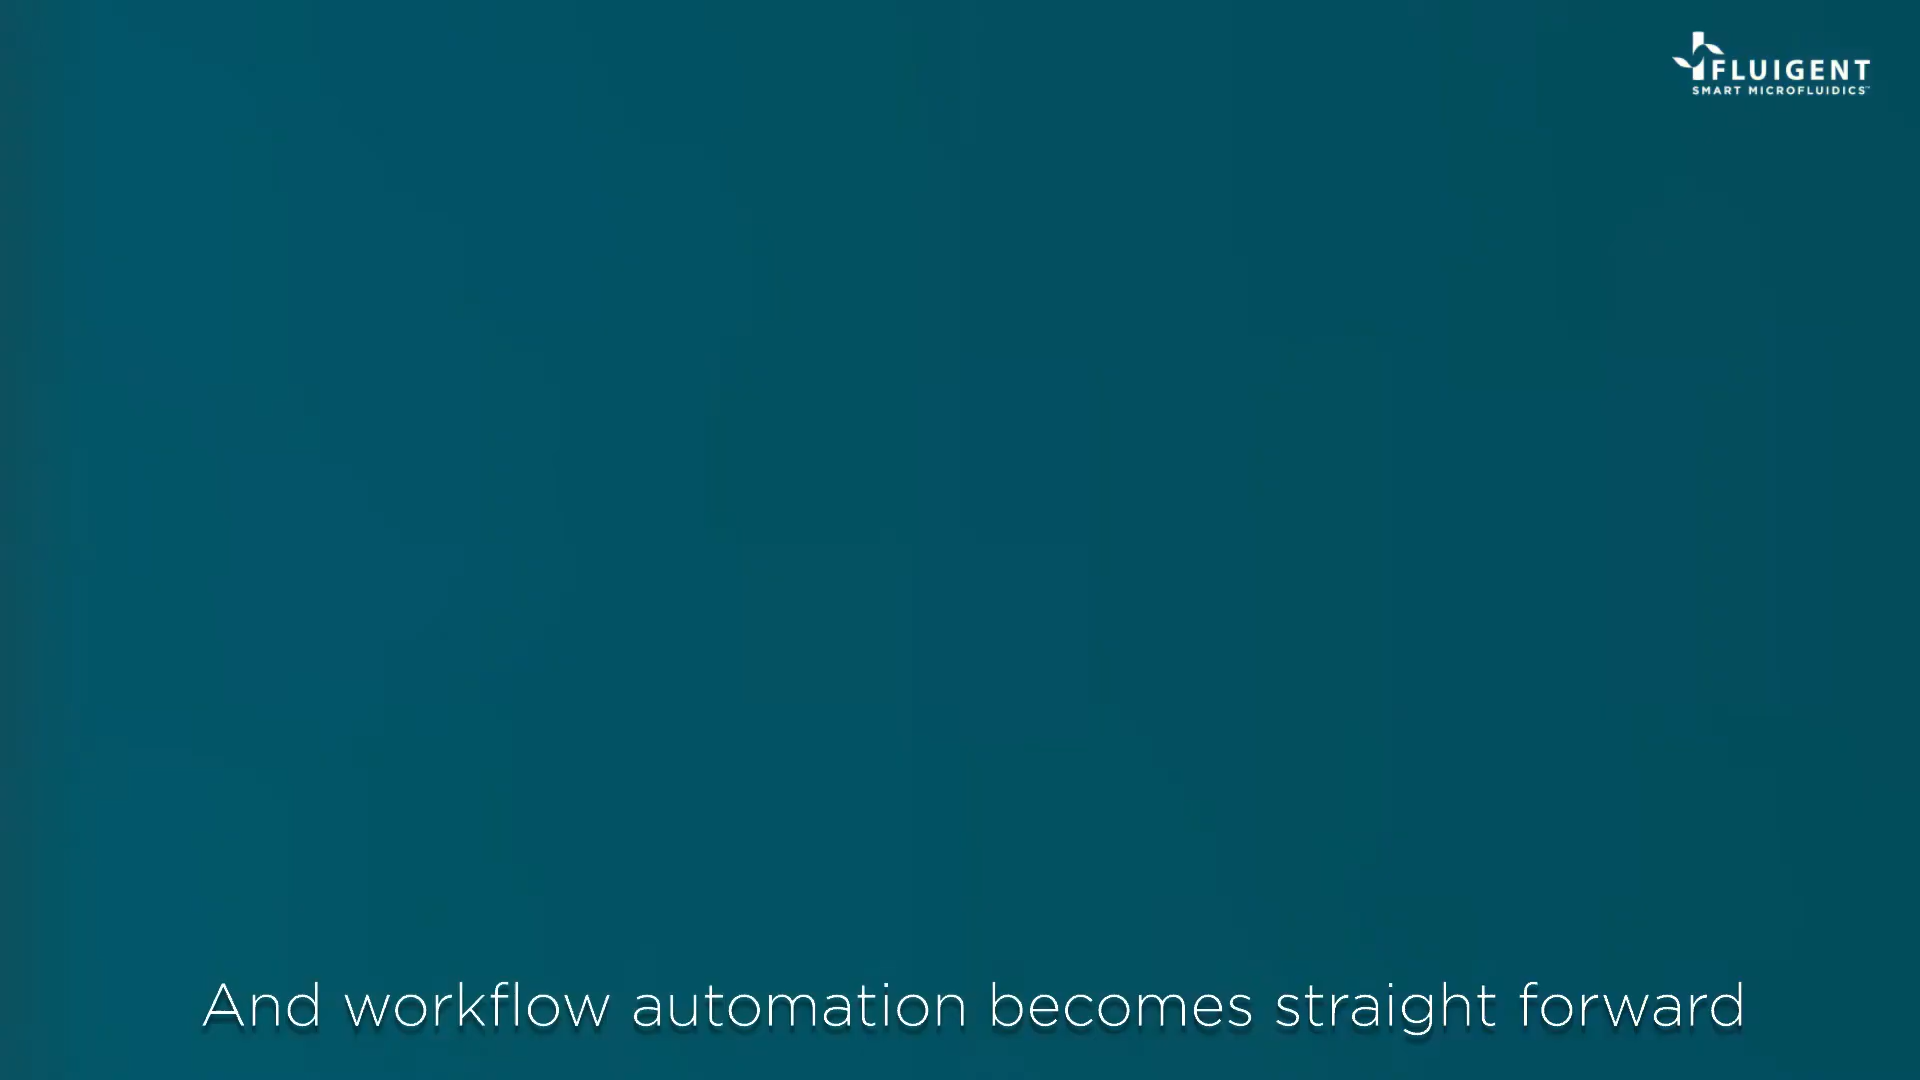 FLUIGENT
SMART MICROFLUIDICS™
And workflow automation becomes straight forward